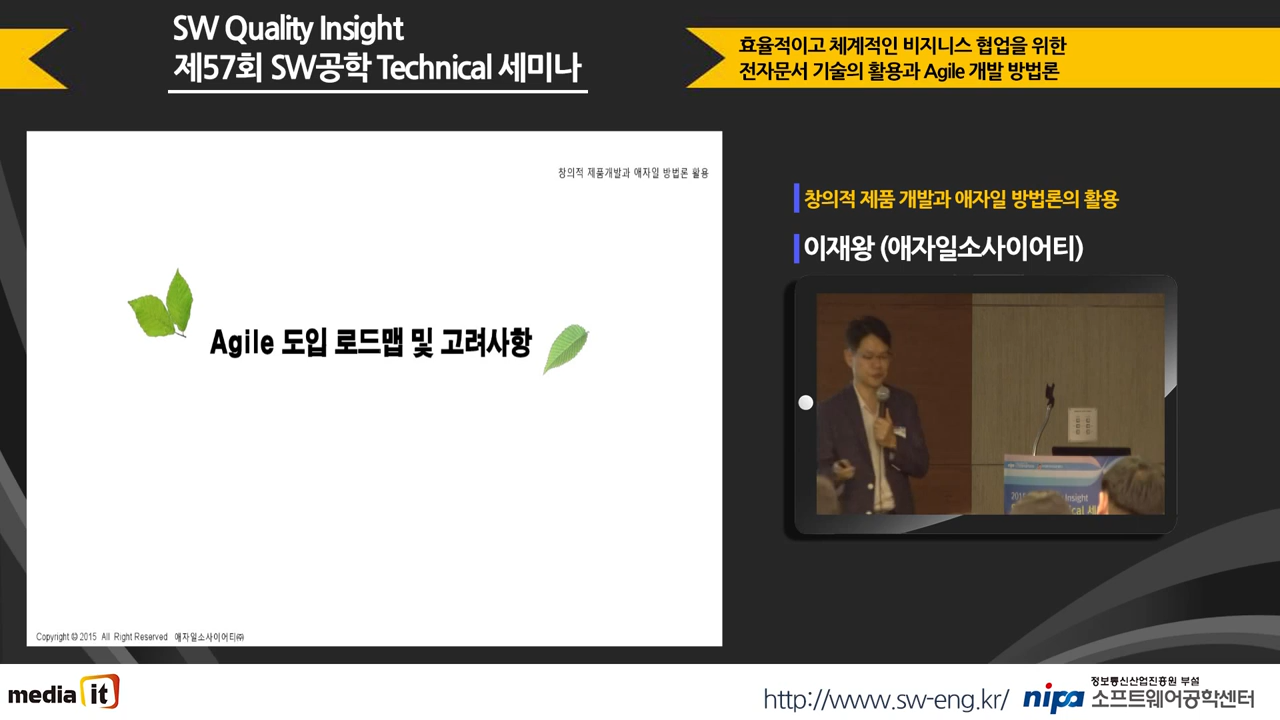 SW Quality Insight
제57회 SW공학 Technical 세미나
효율적이고 체계적인 비지니스 협업을 위한
전자문서 기술의 활용과 Agile 개발 방법론
창의적 제품개발과 애자일 방법론 활용
Agile 도입 로드맵 및 고려사항
Copyright © 2015 All Right Reserved 애자일소사이어티㈜
창의적 제품 개발과 애자일 방법론의 활용
이재왕 (애자일소사이어티)
Insight
media it
http://www.sw-eng.kr/
nipa
정보통신산업진흥원 부설
소프트웨어공학센터